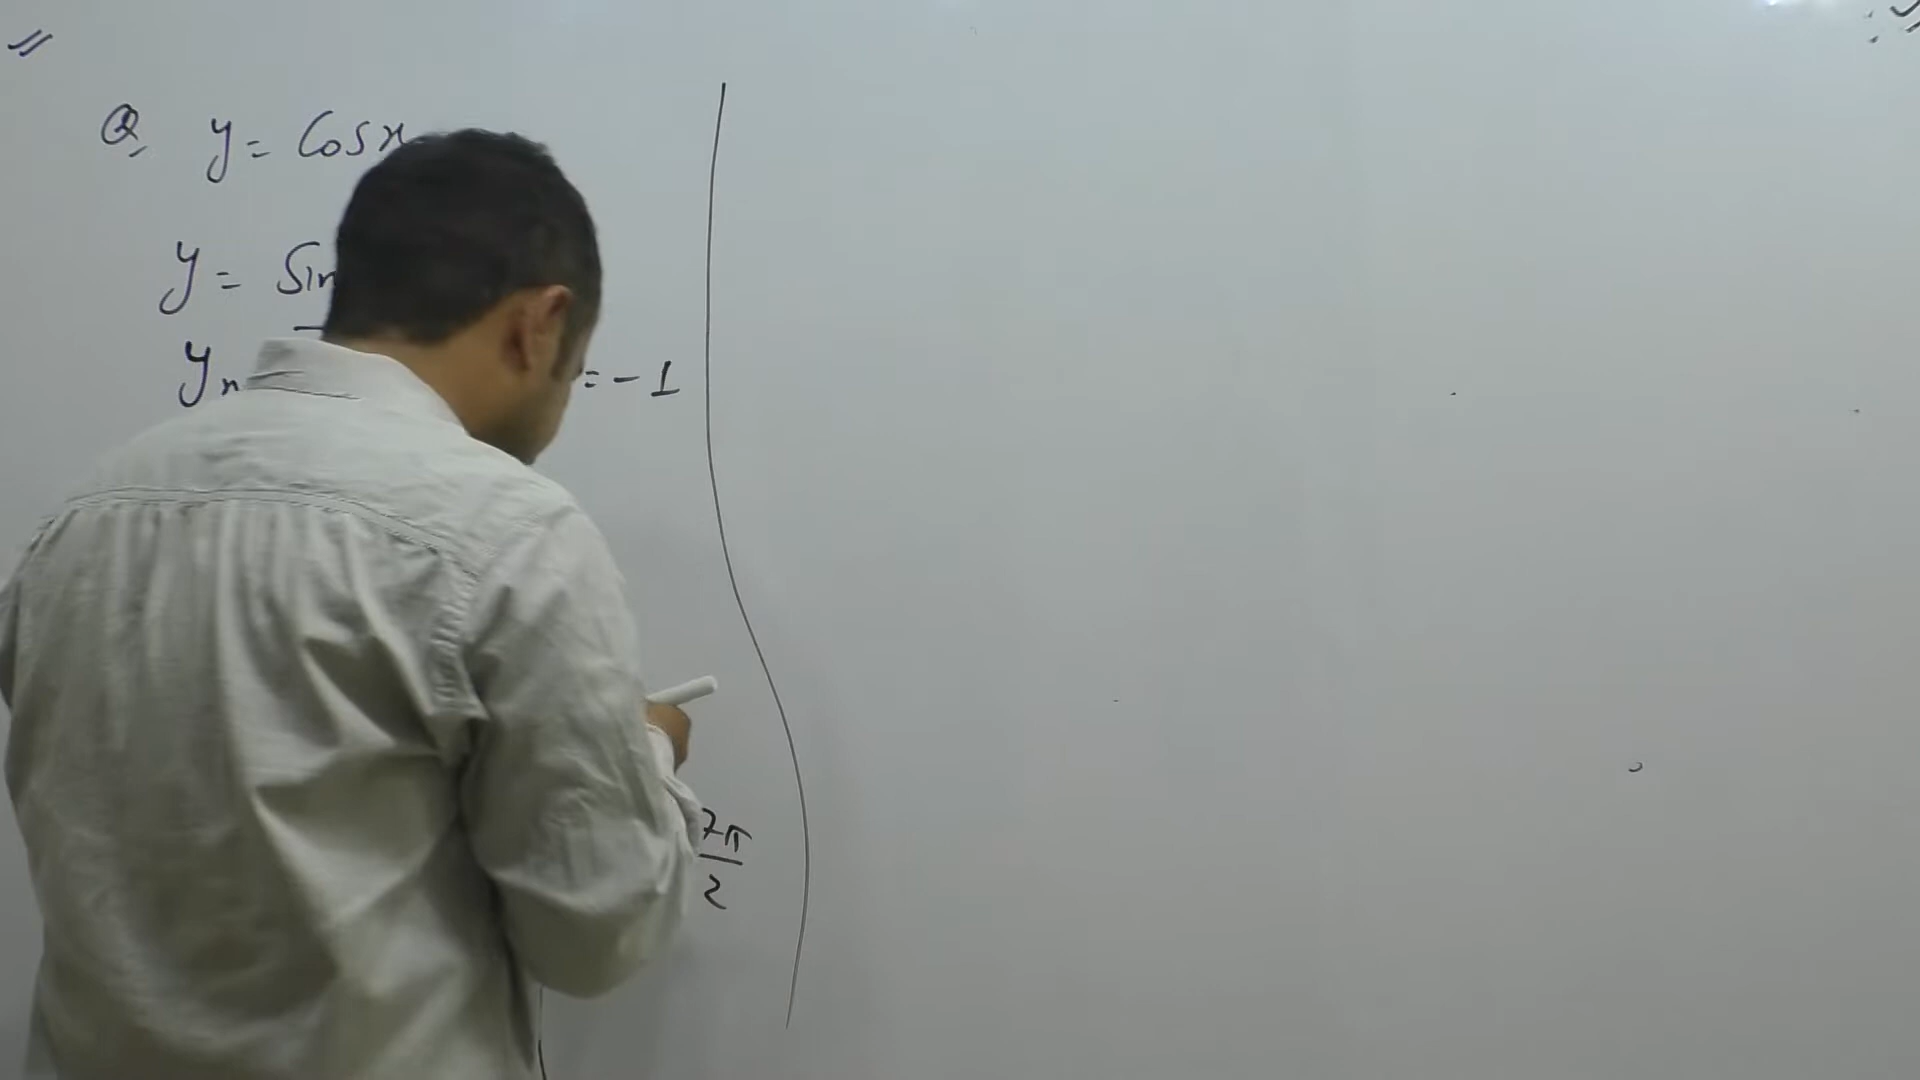 Q. y = Cosx
y = Sin
yn = -1
7π
2